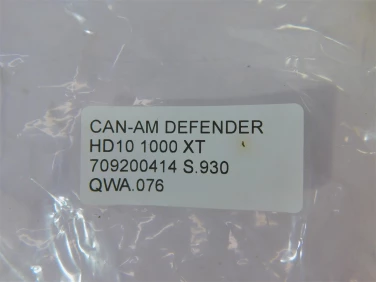 CAN-AM DEFENDER
HD10 1000 XT
709200414 S.930
QWA.076